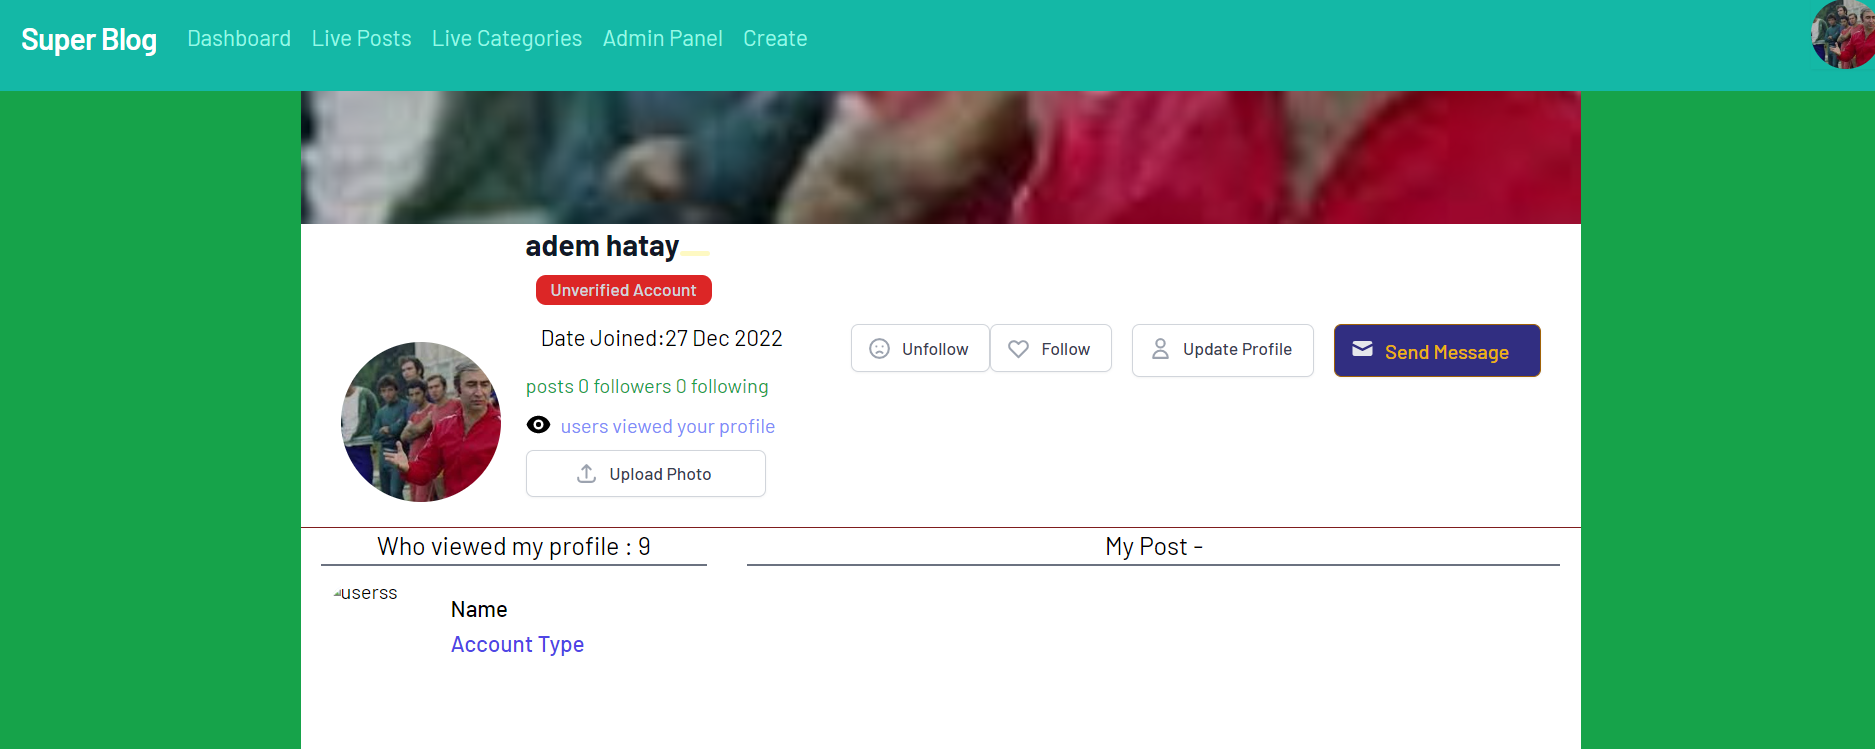 Super Blog Dashboard Live Posts Live Categories Admin Panel Create
adem hatay
Unverified Account
Date Joined:27 Dec 2022
Unfollow Follow Update Profile Send Message
posts 0 followers 0 following
users viewed your profile
Upload Photo
Who viewed my profile : 9
My Post -
userss
Name
Account Type